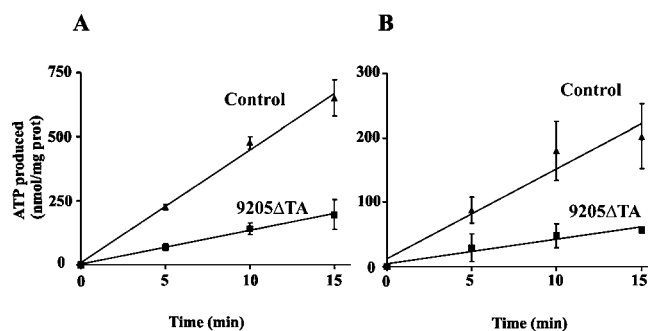 A
B
ATP produced
(nmol/mg prot)
750
500
250
0
Control
9205ΔTA
0
5
10
15
Time (min)
300
200
100
0
Control
9205ΔTA
0
5
10
15
Time (min)